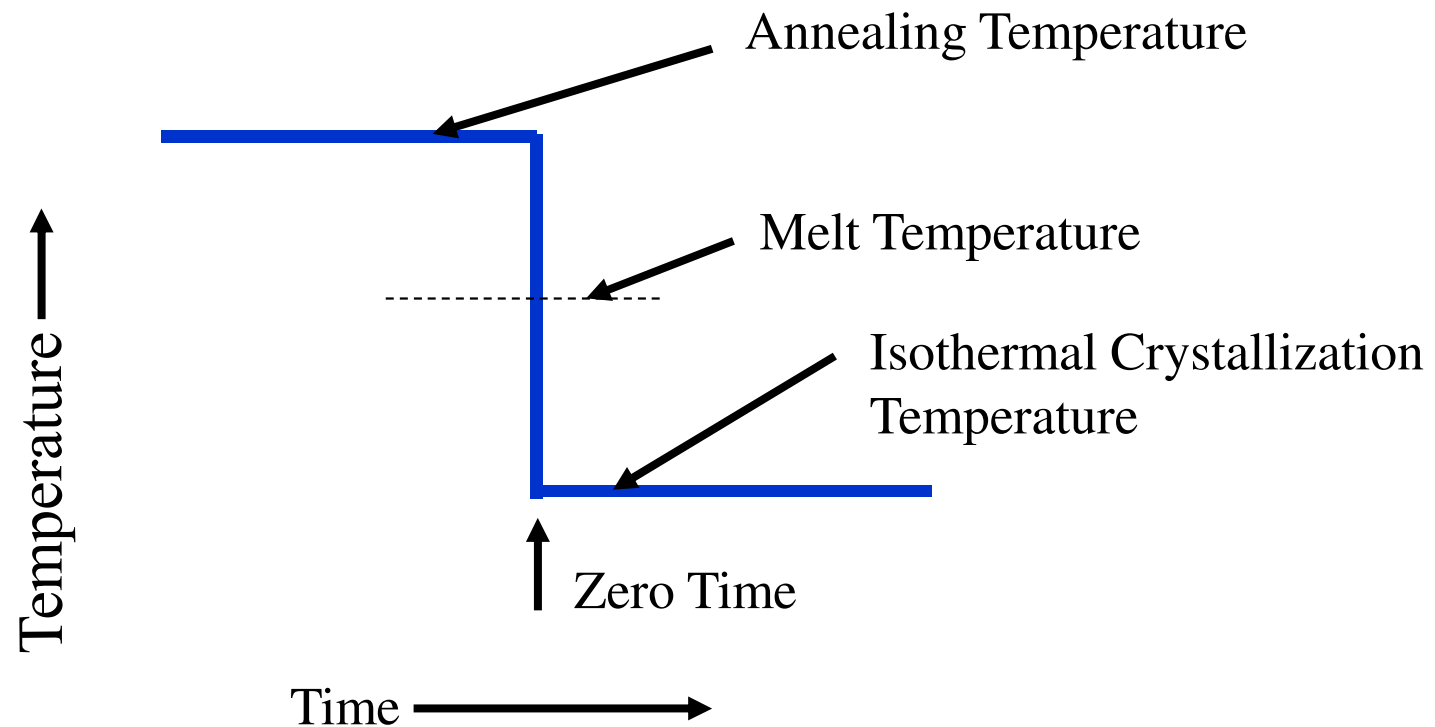 Annealing Temperature
Melt Temperature
Isothermal Crystallization
Temperature
Temperature
Zero Time
Time